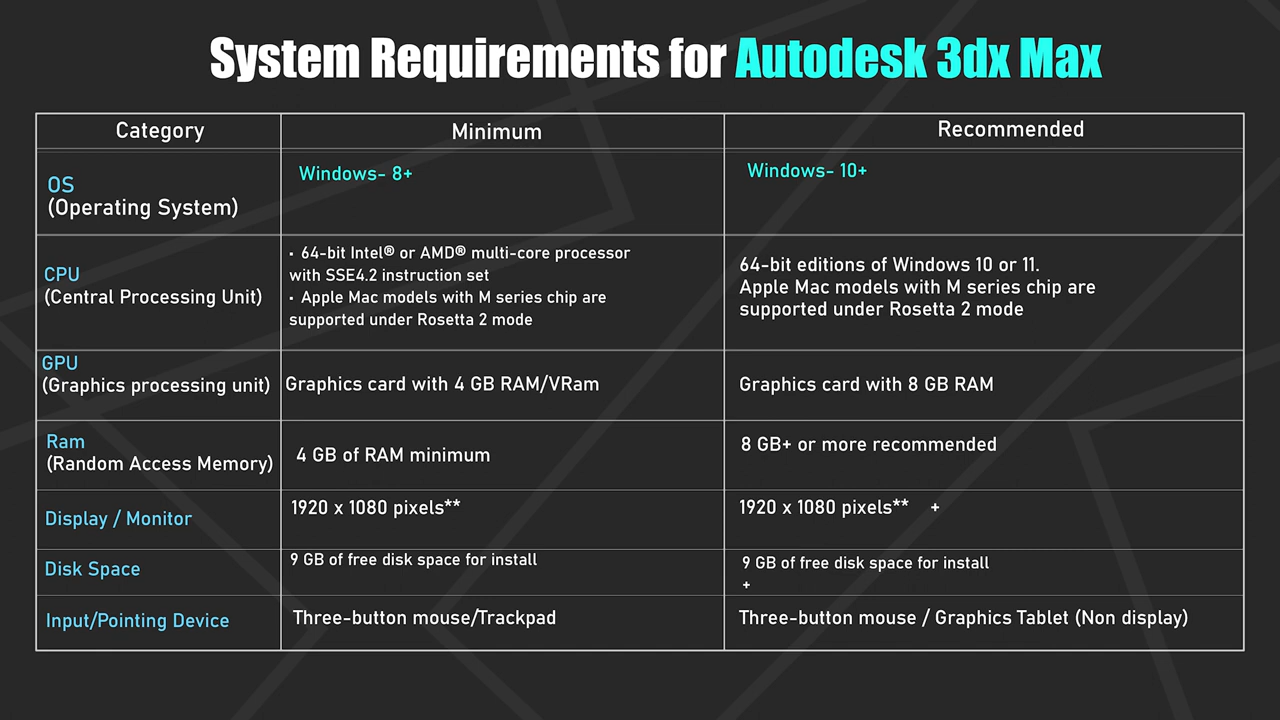 System Requirements for Autodesk 3dx Max
Category
Minimum
Recommended
OS
(Operating System)
Windows- 8+
Windows- 10+
CPU
(Central Processing Unit)
· 64-bit Intel® or AMD® multi-core processor
with SSE4.2 instruction set
· Apple Mac models with M series chip are
supported under Rosetta 2 mode
64-bit editions of Windows 10 or 11.
Apple Mac models with M series chip are
supported under Rosetta 2 mode
GPU
(Graphics processing unit)
Graphics card with 4 GB RAM/VRam
Graphics card with 8 GB RAM
Ram
(Random Access Memory)
4 GB of RAM minimum
8 GB+ or more recommended
Display / Monitor
1920 x 1080 pixels**
1920 x 1080 pixels** +
Disk Space
9 GB of free disk space for install
9 GB of free disk space for install
+
Input/Pointing Device
Three-button mouse/Trackpad
Three-button mouse / Graphics Tablet (Non display)